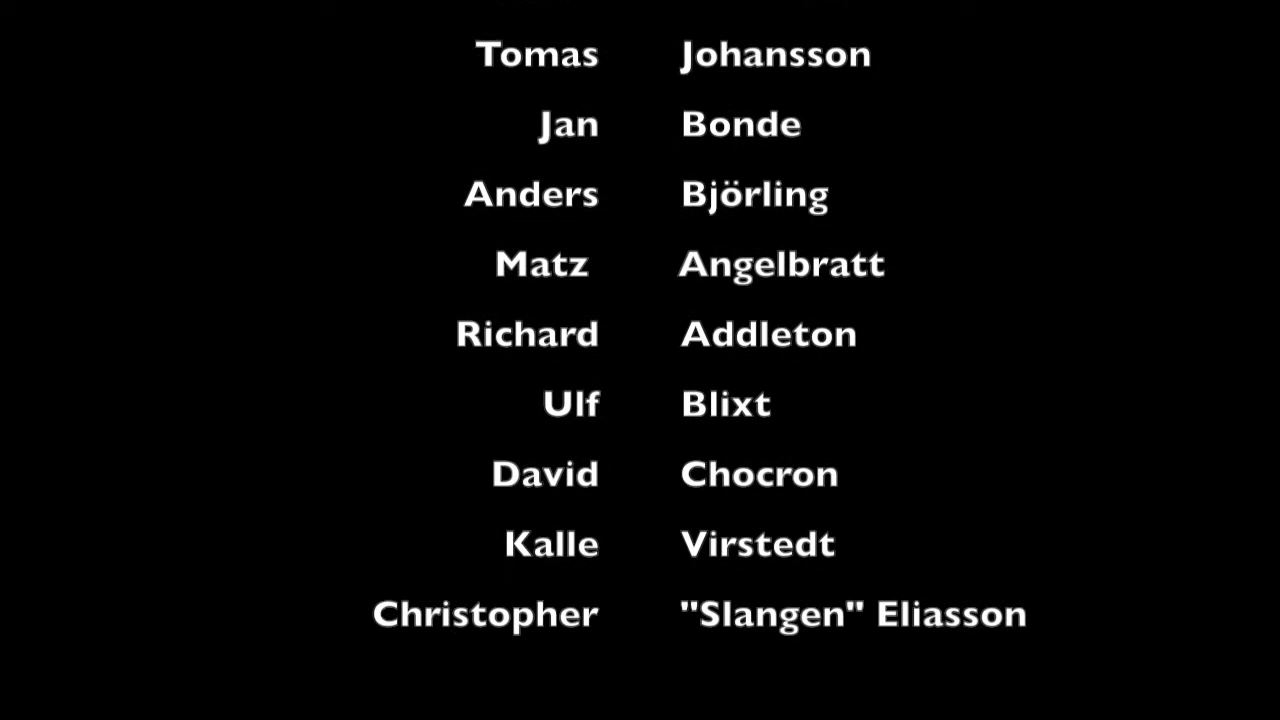 Tomas Johansson
Jan Bonde
Anders Björling
Matz Angelbratt
Richard Addleton
Ulf Blixt
David Chocron
Kalle Virstedt
Christopher "Slangen" Eliasson